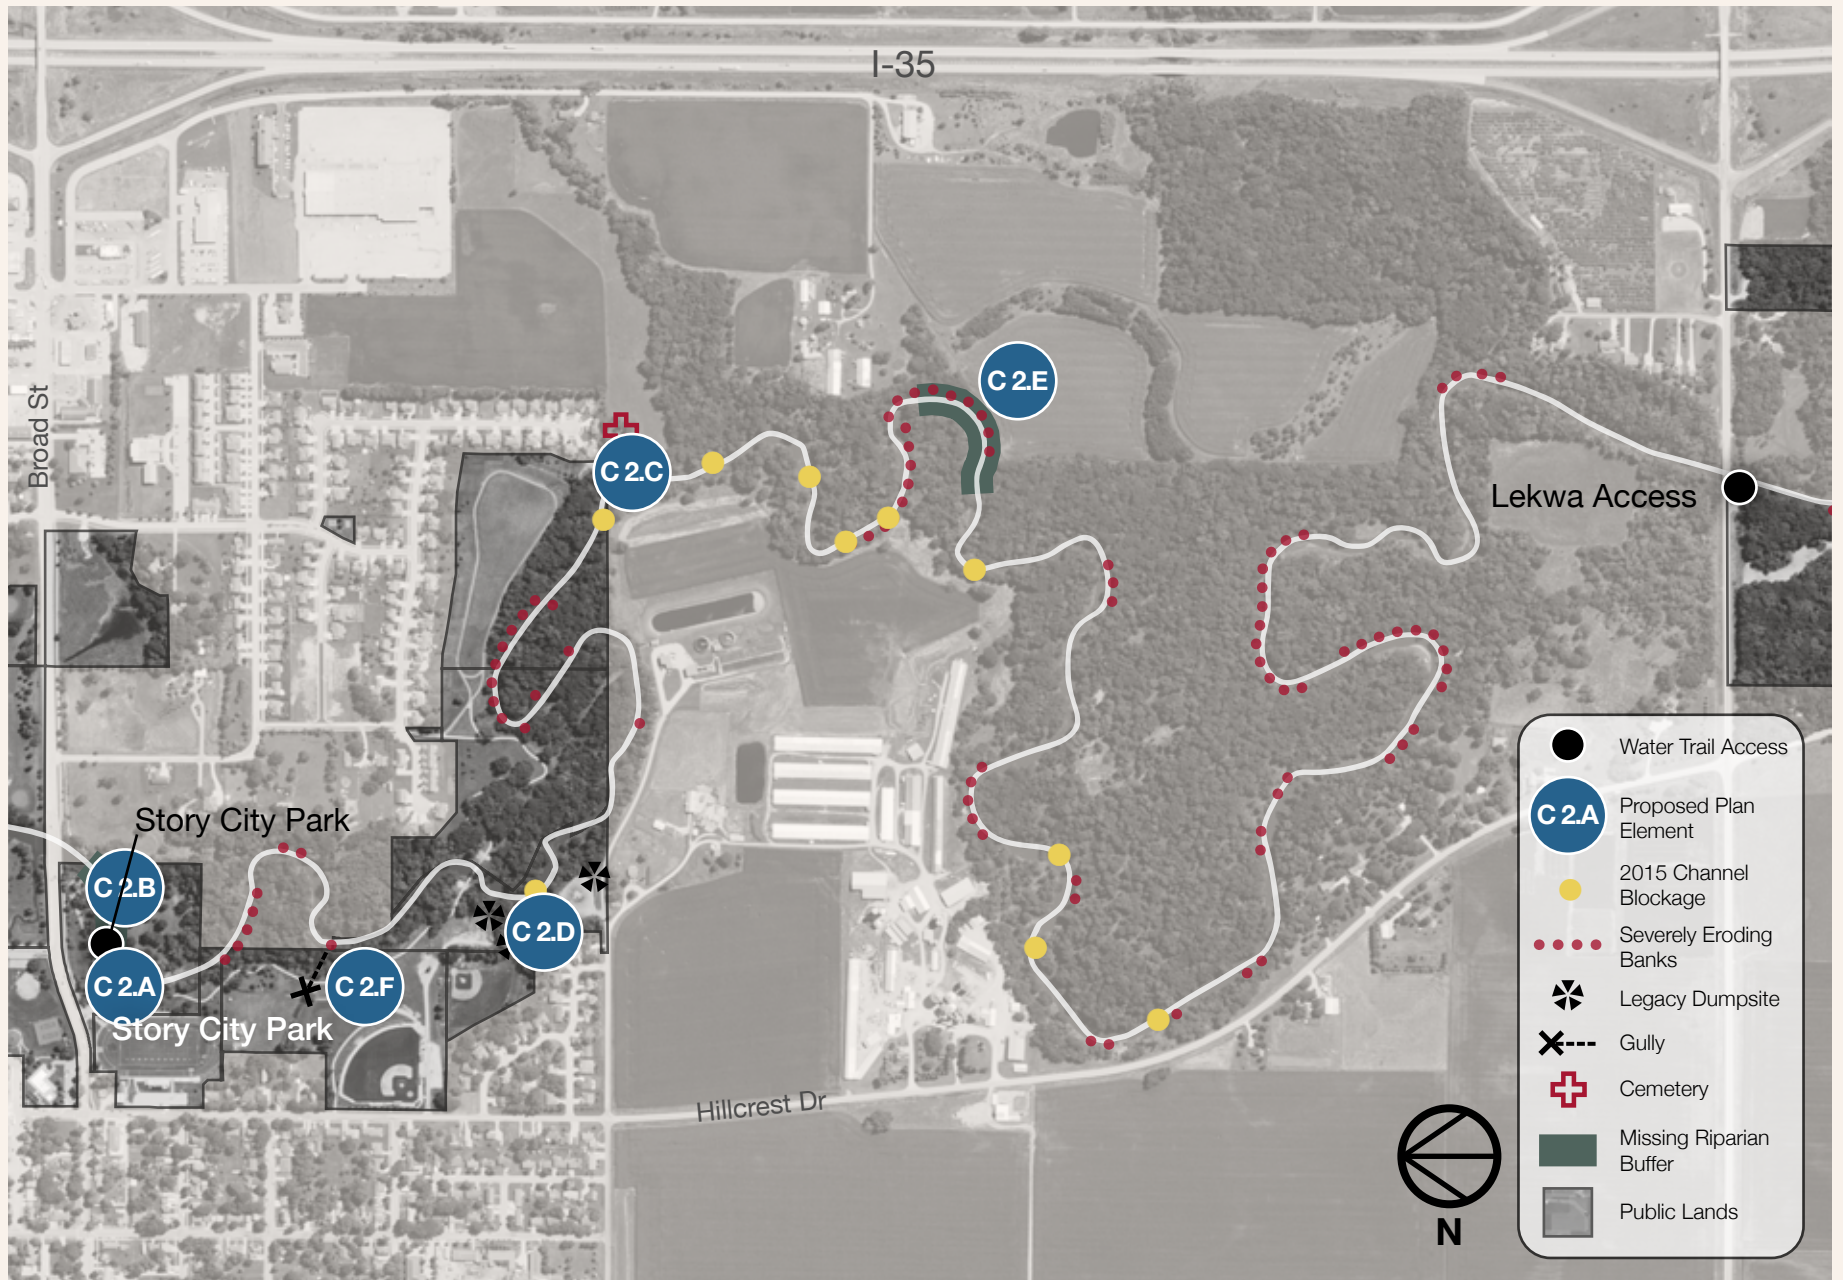 I-35
Broad St
C 2.E
C 2.C
Lekwa Access
Story City Park
C 2.B
C 2.D
C 2.A
C 2.F
Story City Park
Hillcrest Dr
N
Water Trail Access
C 2.A
Proposed Plan
Element
2015 Channel
Blockage
Severely Eroding
Banks
Legacy Dumpsite
Gully
Cemetery
Missing Riparian
Buffer
Public Lands